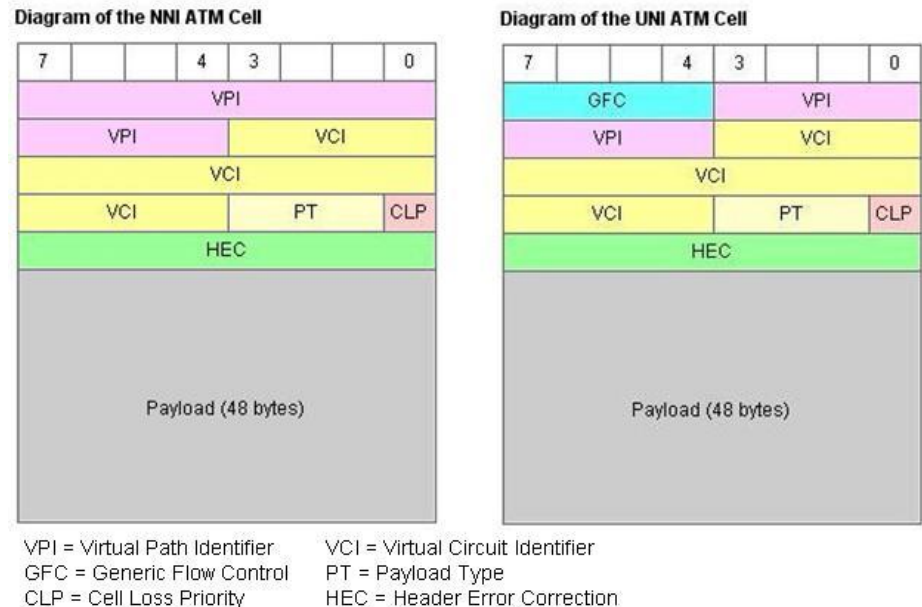 Diagram of the NNI ATM Cell
7 4 3 0
VPI
VPI VCI
VCI
VCI PT CLP
HEC
Payload (48 bytes)
Diagram of the UNI ATM Cell
7 4 3 0
GFC VPI
VPI VCI
VCI
VCI PT CLP
HEC
Payload (48 bytes)
VPI = Virtual Path Identifier VCI = Virtual Circuit Identifier
GFC = Generic Flow Control PT = Payload Type
CLP = Cell Loss Priority HEC = Header Error Correction